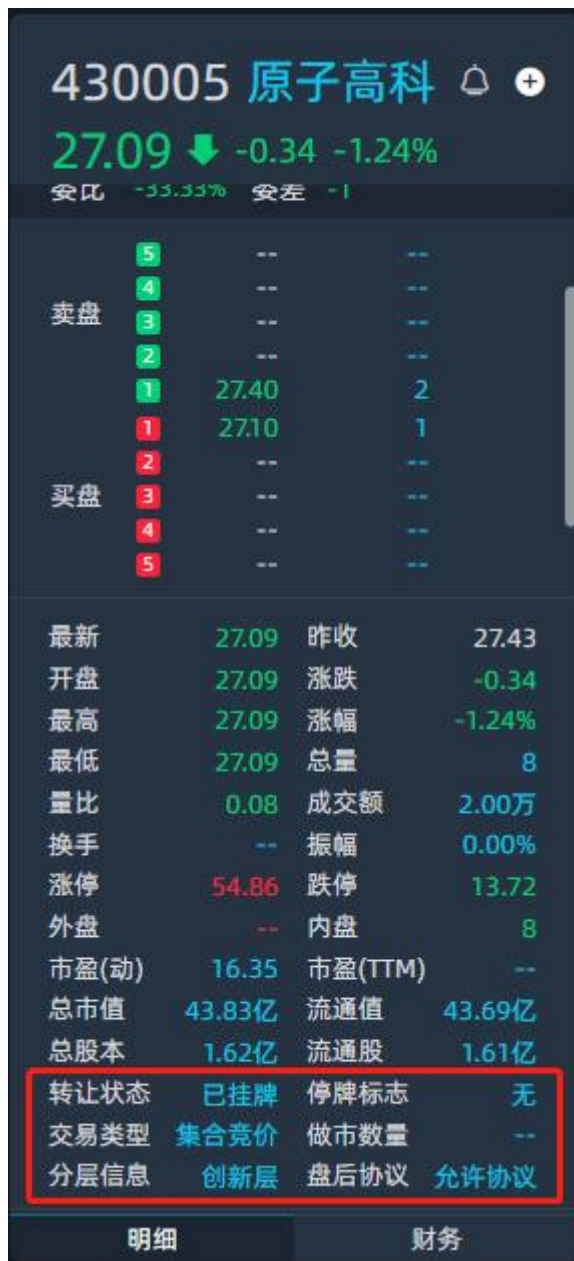 430005 原子高科
27.09 -0.34 -1.24%
委比 -33.33% 委差 -1
5 -- --
4 -- --
卖盘 3 -- --
2 -- --
1 27.40 2
1 27.10 1
2 -- --
买盘 3 -- --
4 -- --
5 -- --
最新 27.09 昨收 27.43
开盘 27.09 涨跌 -0.34
最高 27.09 涨幅 -1.24%
最低 27.09 总量 8
量比 0.08 成交额 2.00万
换手 -- 振幅 0.00%
涨停 54.86 跌停 13.72
外盘 -- 内盘 8
市盈(动) 16.35 市盈(TTM) --
总市值 43.83亿 流通值 43.69亿
总股本 1.62亿 流通股 1.61亿
转让状态 已挂牌 停牌标志 无
交易类型 集合竞价 做市数量 --
分层信息 创新层 盘后协议 允许协议
明细 财务